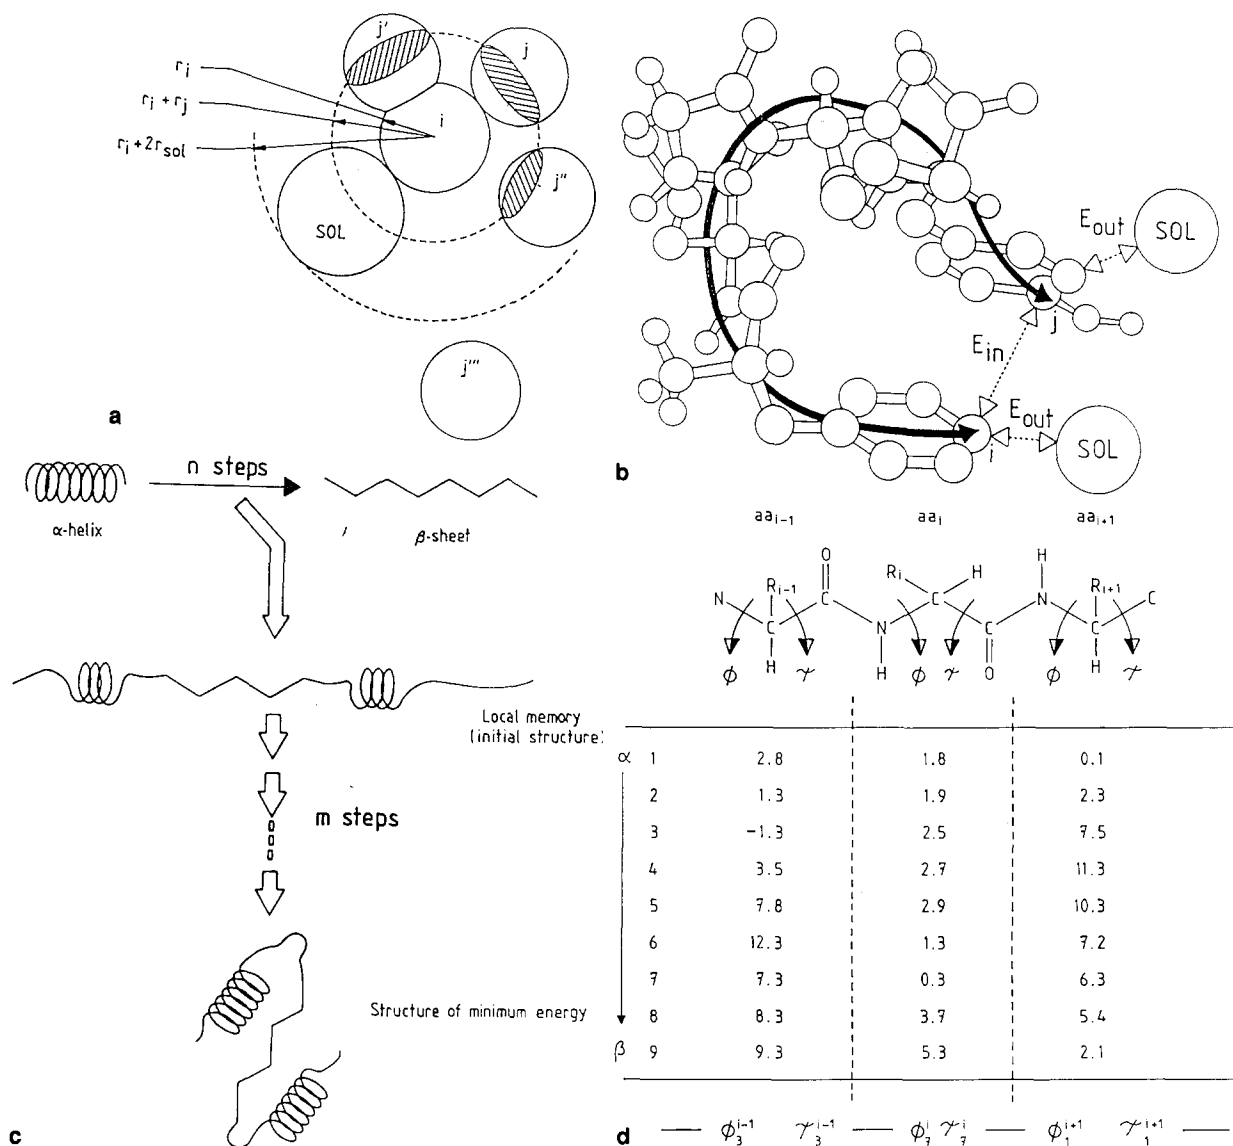 j'
j
r_i
r_i + r_j
i
r_i + 2r_sol
j''
SOL
j'''
a
E_out
SOL
j
E_in
E_out
i
SOL
b
n steps
α-helix
β-sheet
Local memory
(initial structure)
m steps
Structure of minimum energy
c
aa_i-1 aa_i aa_i+1
O R_i H H
N R_i-1 C C N R_i+1 C
C N C C
ϕ H 𝛾 H ϕ 𝛾 O ϕ H 𝛾
α 1 2.8 1.8 0.1
2 1.3 1.9 2.3
3 -1.3 2.5 7.5
4 3.5 2.7 11.3
5 7.8 2.9 10.3
6 12.3 1.3 7.2
7 7.3 0.3 6.3
8 8.3 3.7 5.4
β 9 9.3 5.3 2.1
d — ϕ_3^i-1 𝛾_3^i-1 — ϕ_7^i 𝛾_7^i — ϕ_1^i+1 𝛾_1^i+1 —